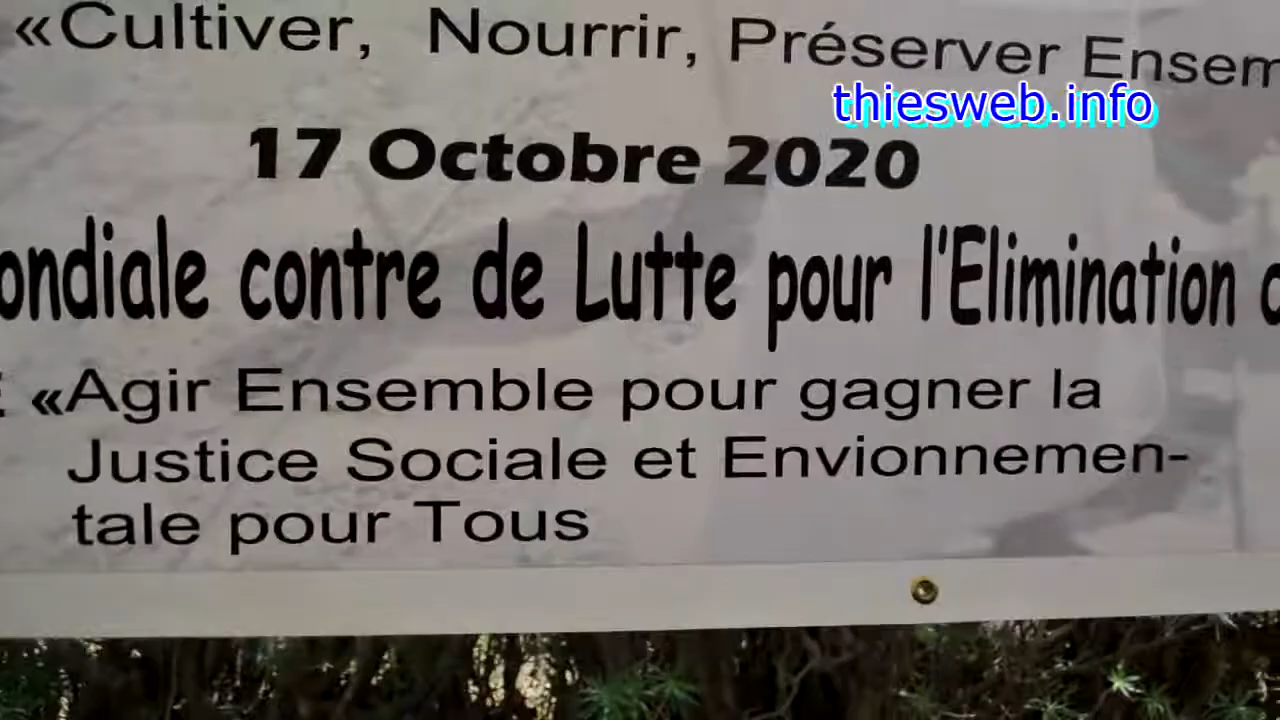 «Cultiver, Nourrir, Préserver Ensem
thiesweb.info
17 Octobre 2020
ondiale contre de Lutte pour l'Elimination
«Agir Ensemble pour gagner la
Justice Sociale et Envionnemen-
tale pour Tous